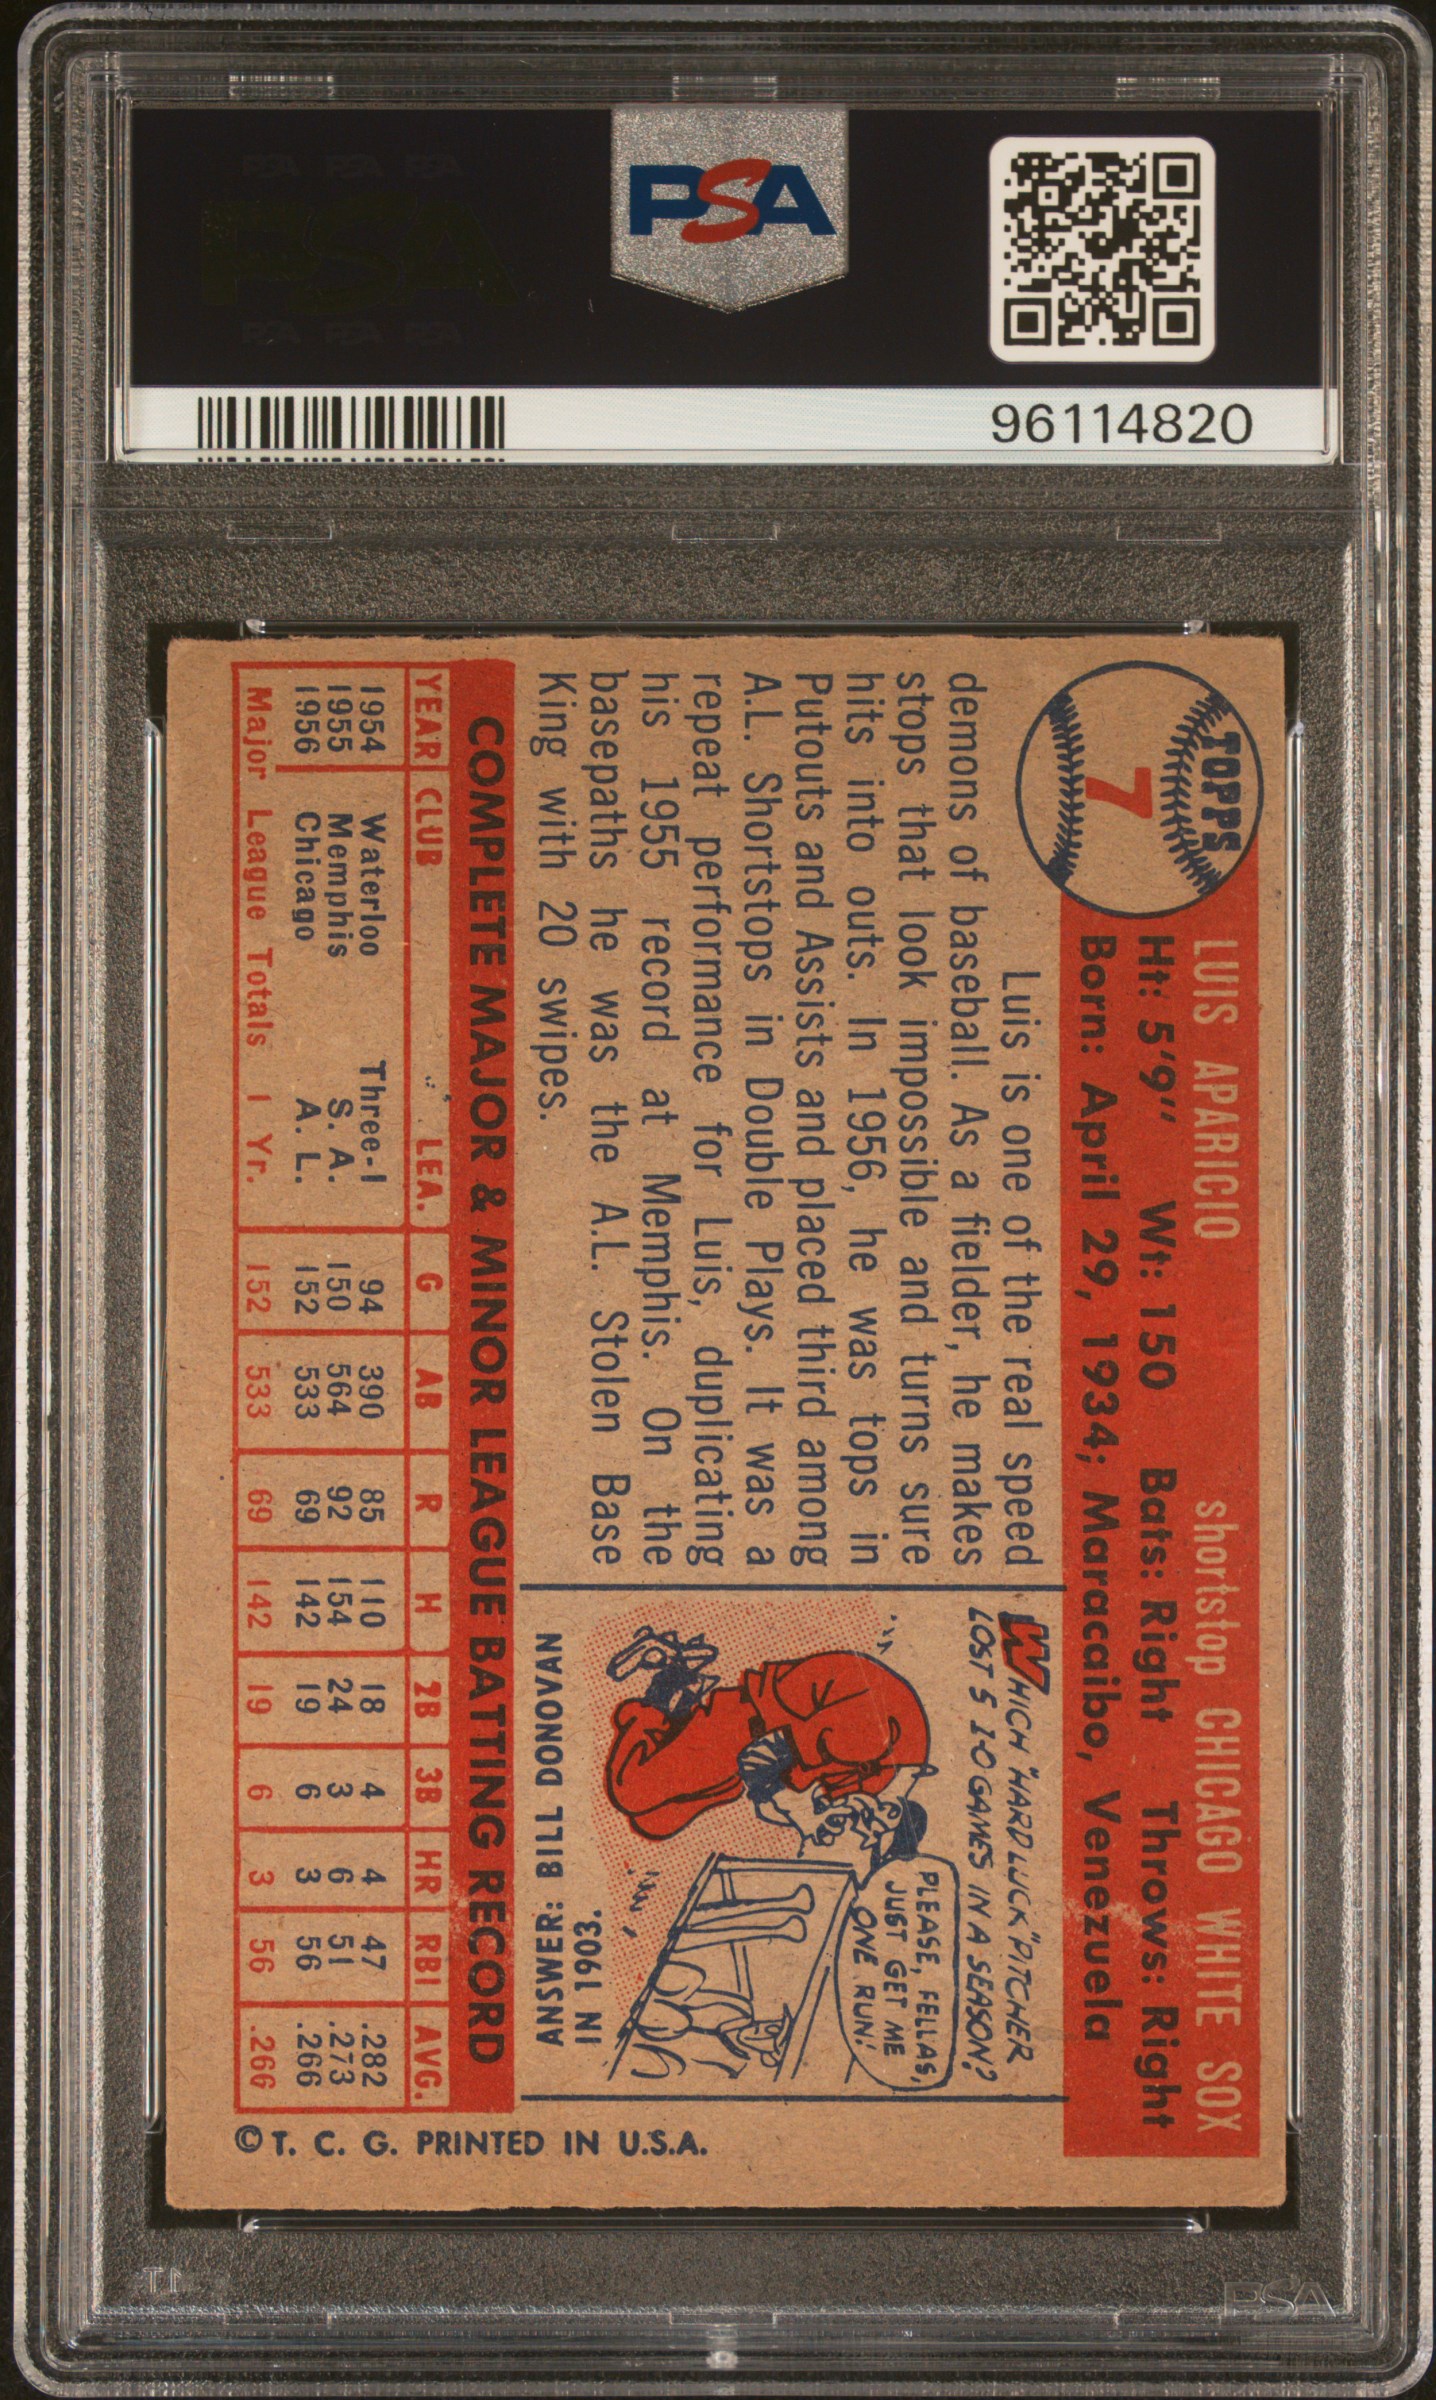 PSA
96114820
TOPPS
7
LUIS APARICIO shortstop CHICAGO WHITE SOX
Ht: 5'9" Wt: 150 Bats: Right Throws: Right
Born: April 29, 1934; Maracaibo, Venezuela
Luis is one of the real speed
demons of baseball. As a fielder, he makes
stops that look impossible and turns sure
hits into outs. In 1956, he was tops in
Putouts and Assists and placed third among
A.L. Shortstops in Double Plays. It was a
repeat performance for Luis, duplicating
his 1955 record at Memphis. On the
basepaths he was the A.L. Stolen Base
King with 20 swipes.
WHICH "HARD LUCK" PITCHER
LOST 5 1-0 GAMES IN A SEASON?
PLEASE, FELLAS,
JUST GET ME
ONE RUN!
ANSWER: BILL DONOVAN
IN 1903.
COMPLETE MAJOR & MINOR LEAGUE BATTING RECORD
YEAR CLUB LEA. G AB R H 2B 3B HR RBI AVG.
1954 Waterloo Three-I 94 390 85 110 18 4 4 47 .282
1955 Memphis S. A. 150 564 92 154 24 3 6 51 .273
1956 Chicago A. L. 152 533 69 142 19 6 3 56 .266
Major League Totals 1 Yr. 152 533 69 142 19 6 3 56 .266
© T. C. G. PRINTED IN U.S.A.
PSA